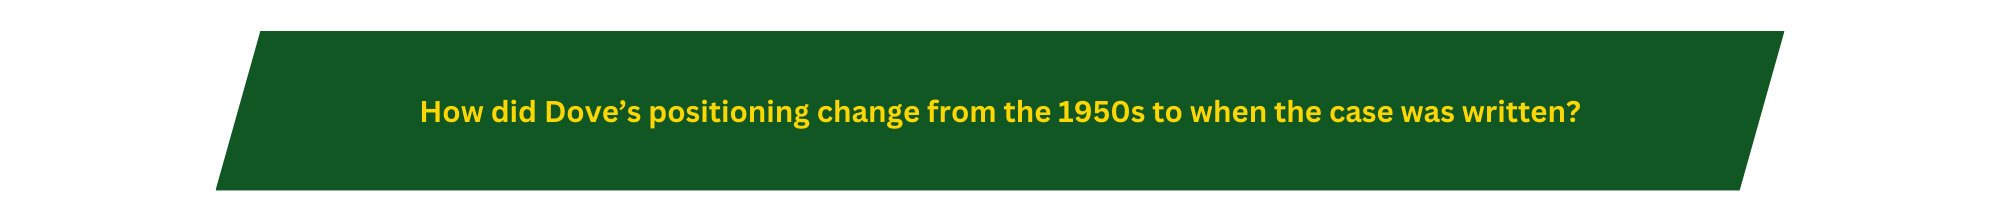 How did Dove’s positioning change from the 1950s to when the case was written?